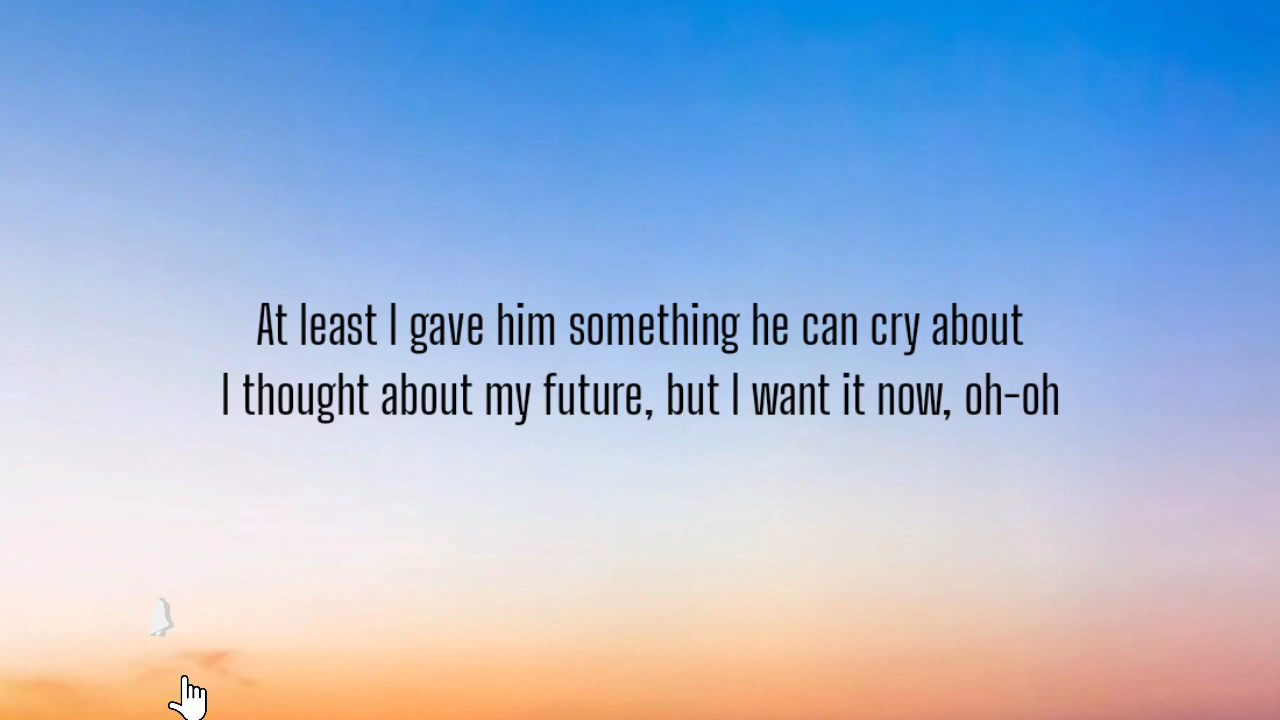 At least I gave him something he can cry about
I thought about my future, but I want it now, oh-oh